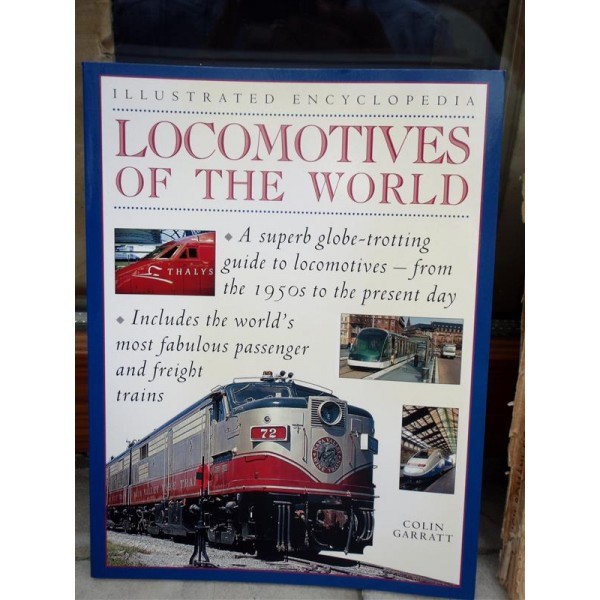 ILLUSTRATED ENCYCLOPEDIA
LOCOMOTIVES
OF THE WORLD
THALYS
◆ A superb globe-trotting
guide to locomotives – from
the 1950s to the present day
◆ Includes the world's
most fabulous passenger
and freight
trains
72
COLIN
GARRATT